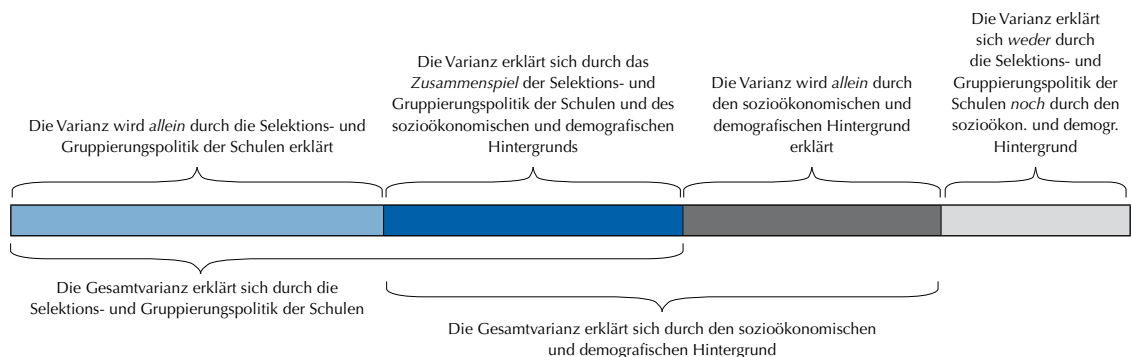 Die Varianz wird allein durch die Selektions- und
Gruppierungspolitik der Schulen erklärt
Die Varianz erklärt sich durch das
Zusammenspiel der Selektions- und
Gruppierungspolitik der Schulen und des
sozioökonomischen und demografischen
Hintergrunds
Die Varianz wird allein durch
den sozioökonomischen und
demografischen Hintergrund
erklärt
Die Varianz erklärt
sich weder durch
die Selektions- und
Gruppierungspolitik der
Schulen noch durch den
sozioökon. und demogr.
Hintergrund
Die Gesamtvarianz erklärt sich durch die
Selektions- und Gruppierungspolitik der Schulen
Die Gesamtvarianz erklärt sich durch den sozioökonomischen
und demografischen Hintergrund